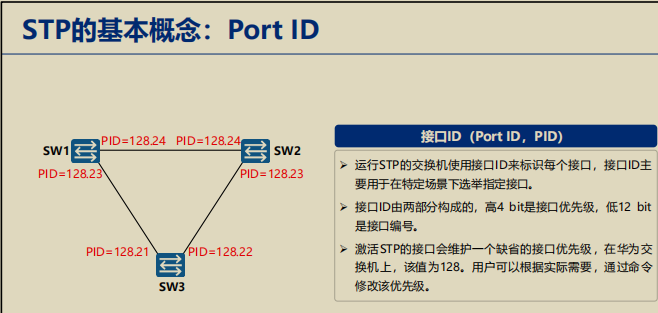 STP的基本概念：Port ID
PID=128.24 PID=128.24
SW1 SW2
PID=128.23 PID=128.23
PID=128.21 PID=128.22
SW3
接口ID（Port ID，PID）
➢ 运行STP的交换机使用接口ID来标识每个接口，接口ID主
要用于在特定场景下选举指定接口。
➢ 接口ID由两部分构成的，高4 bit是接口优先级，低12 bit
是接口编号。
➢ 激活STP的接口会维护一个缺省的接口优先级，在华为交
换机上，该值为128。用户可以根据实际需要，通过命令
修改该优先级。